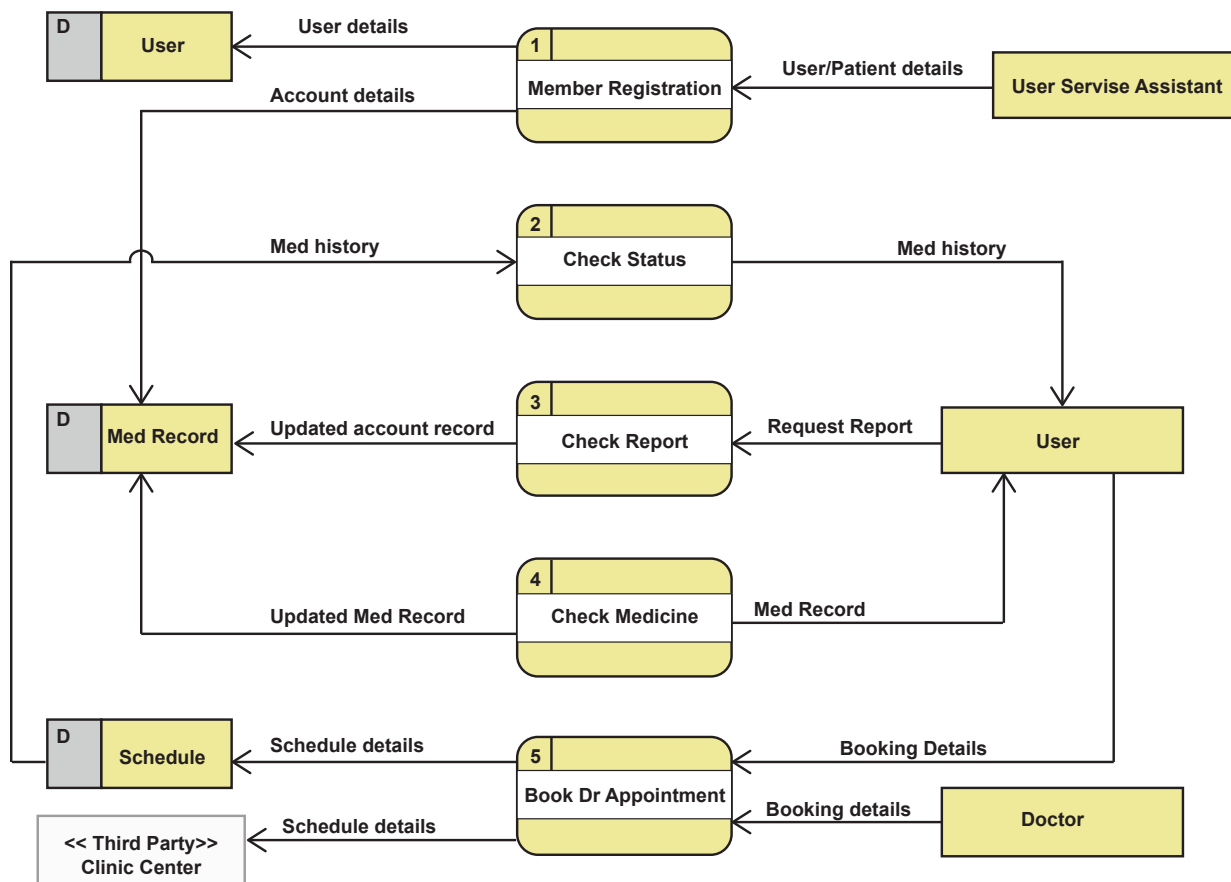 D
User
User details
1
Member Registration
User/Patient details
User Servise Assistant
Account details
2
Med history
Check Status
Med history
D
Med Record
Updated account record
3
Check Report
Request Report
User
4
Updated Med Record
Check Medicine
Med Record
D
Schedule
Schedule details
5
Book Dr Appointment
Booking Details
<< Third Party>>
Clinic Center
Schedule details
Booking details
Doctor